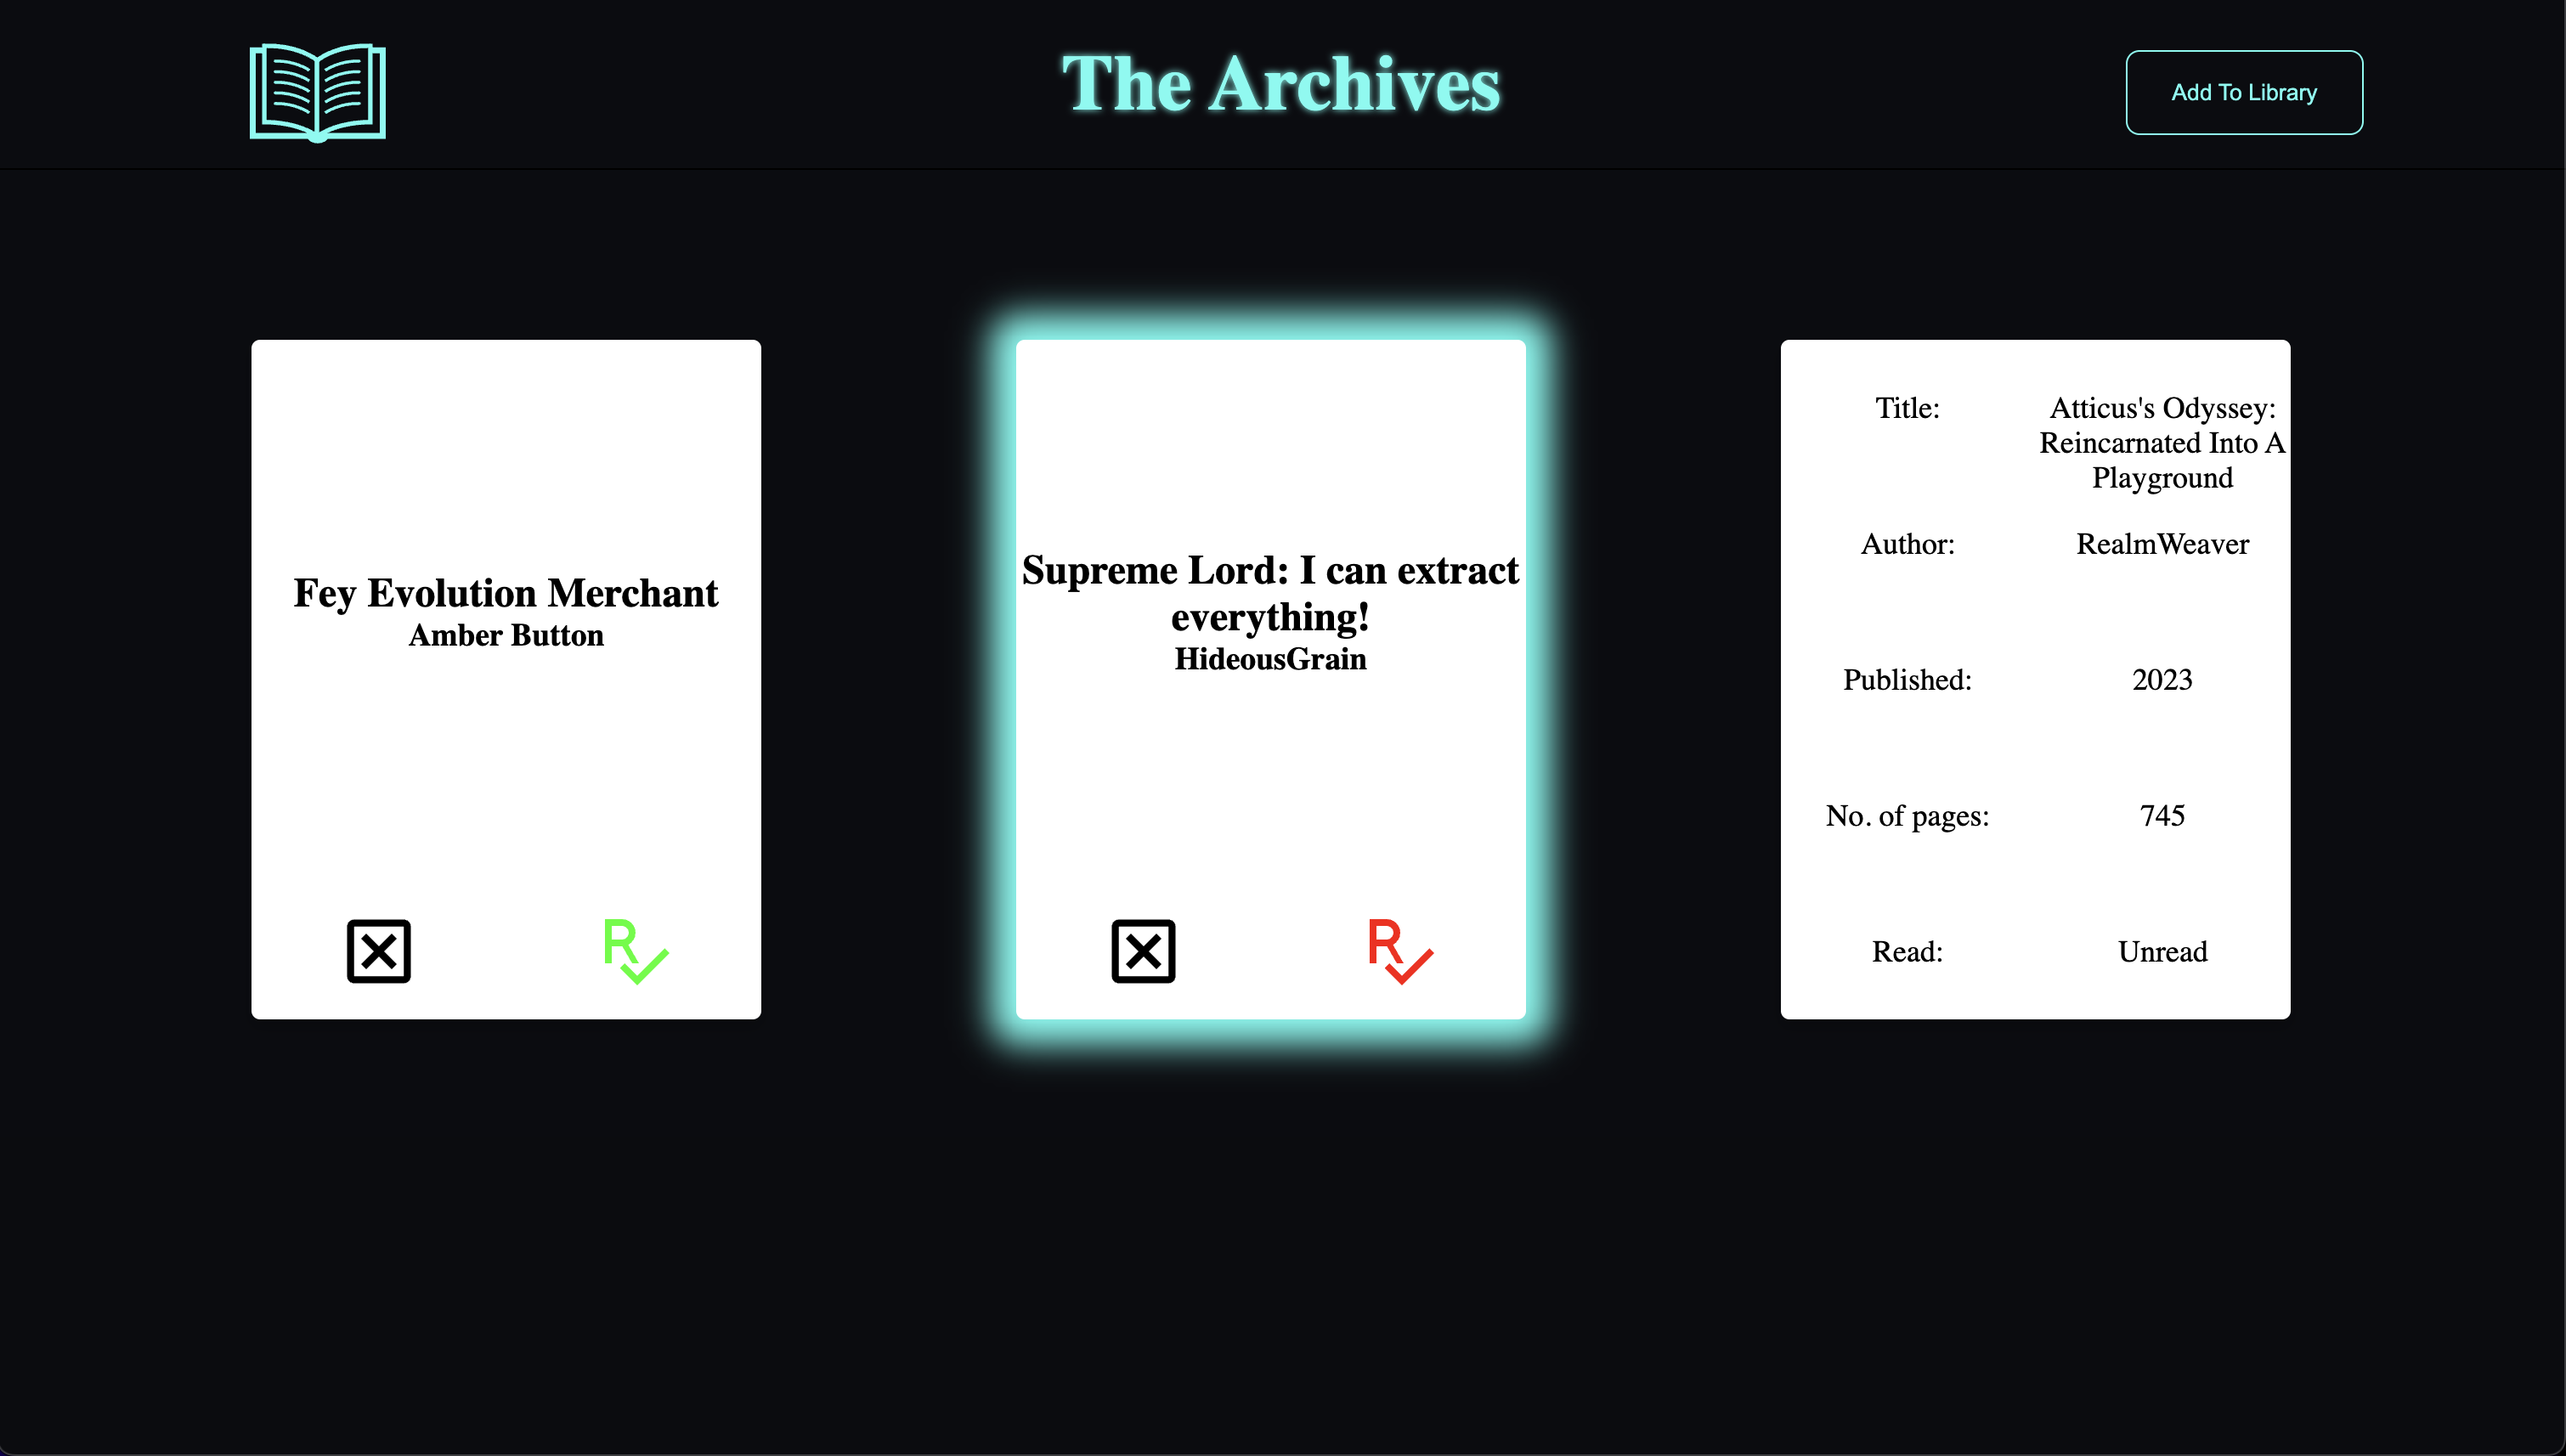 The Archives
Add To Library
Fey Evolution Merchant
Amber Button
R
Supreme Lord: I can extract
everything!
HideousGrain
R
Title: Atticus's Odyssey:
Reincarnated Into A
Playground
Author: RealmWeaver
Published: 2023
No. of pages: 745
Read: Unread